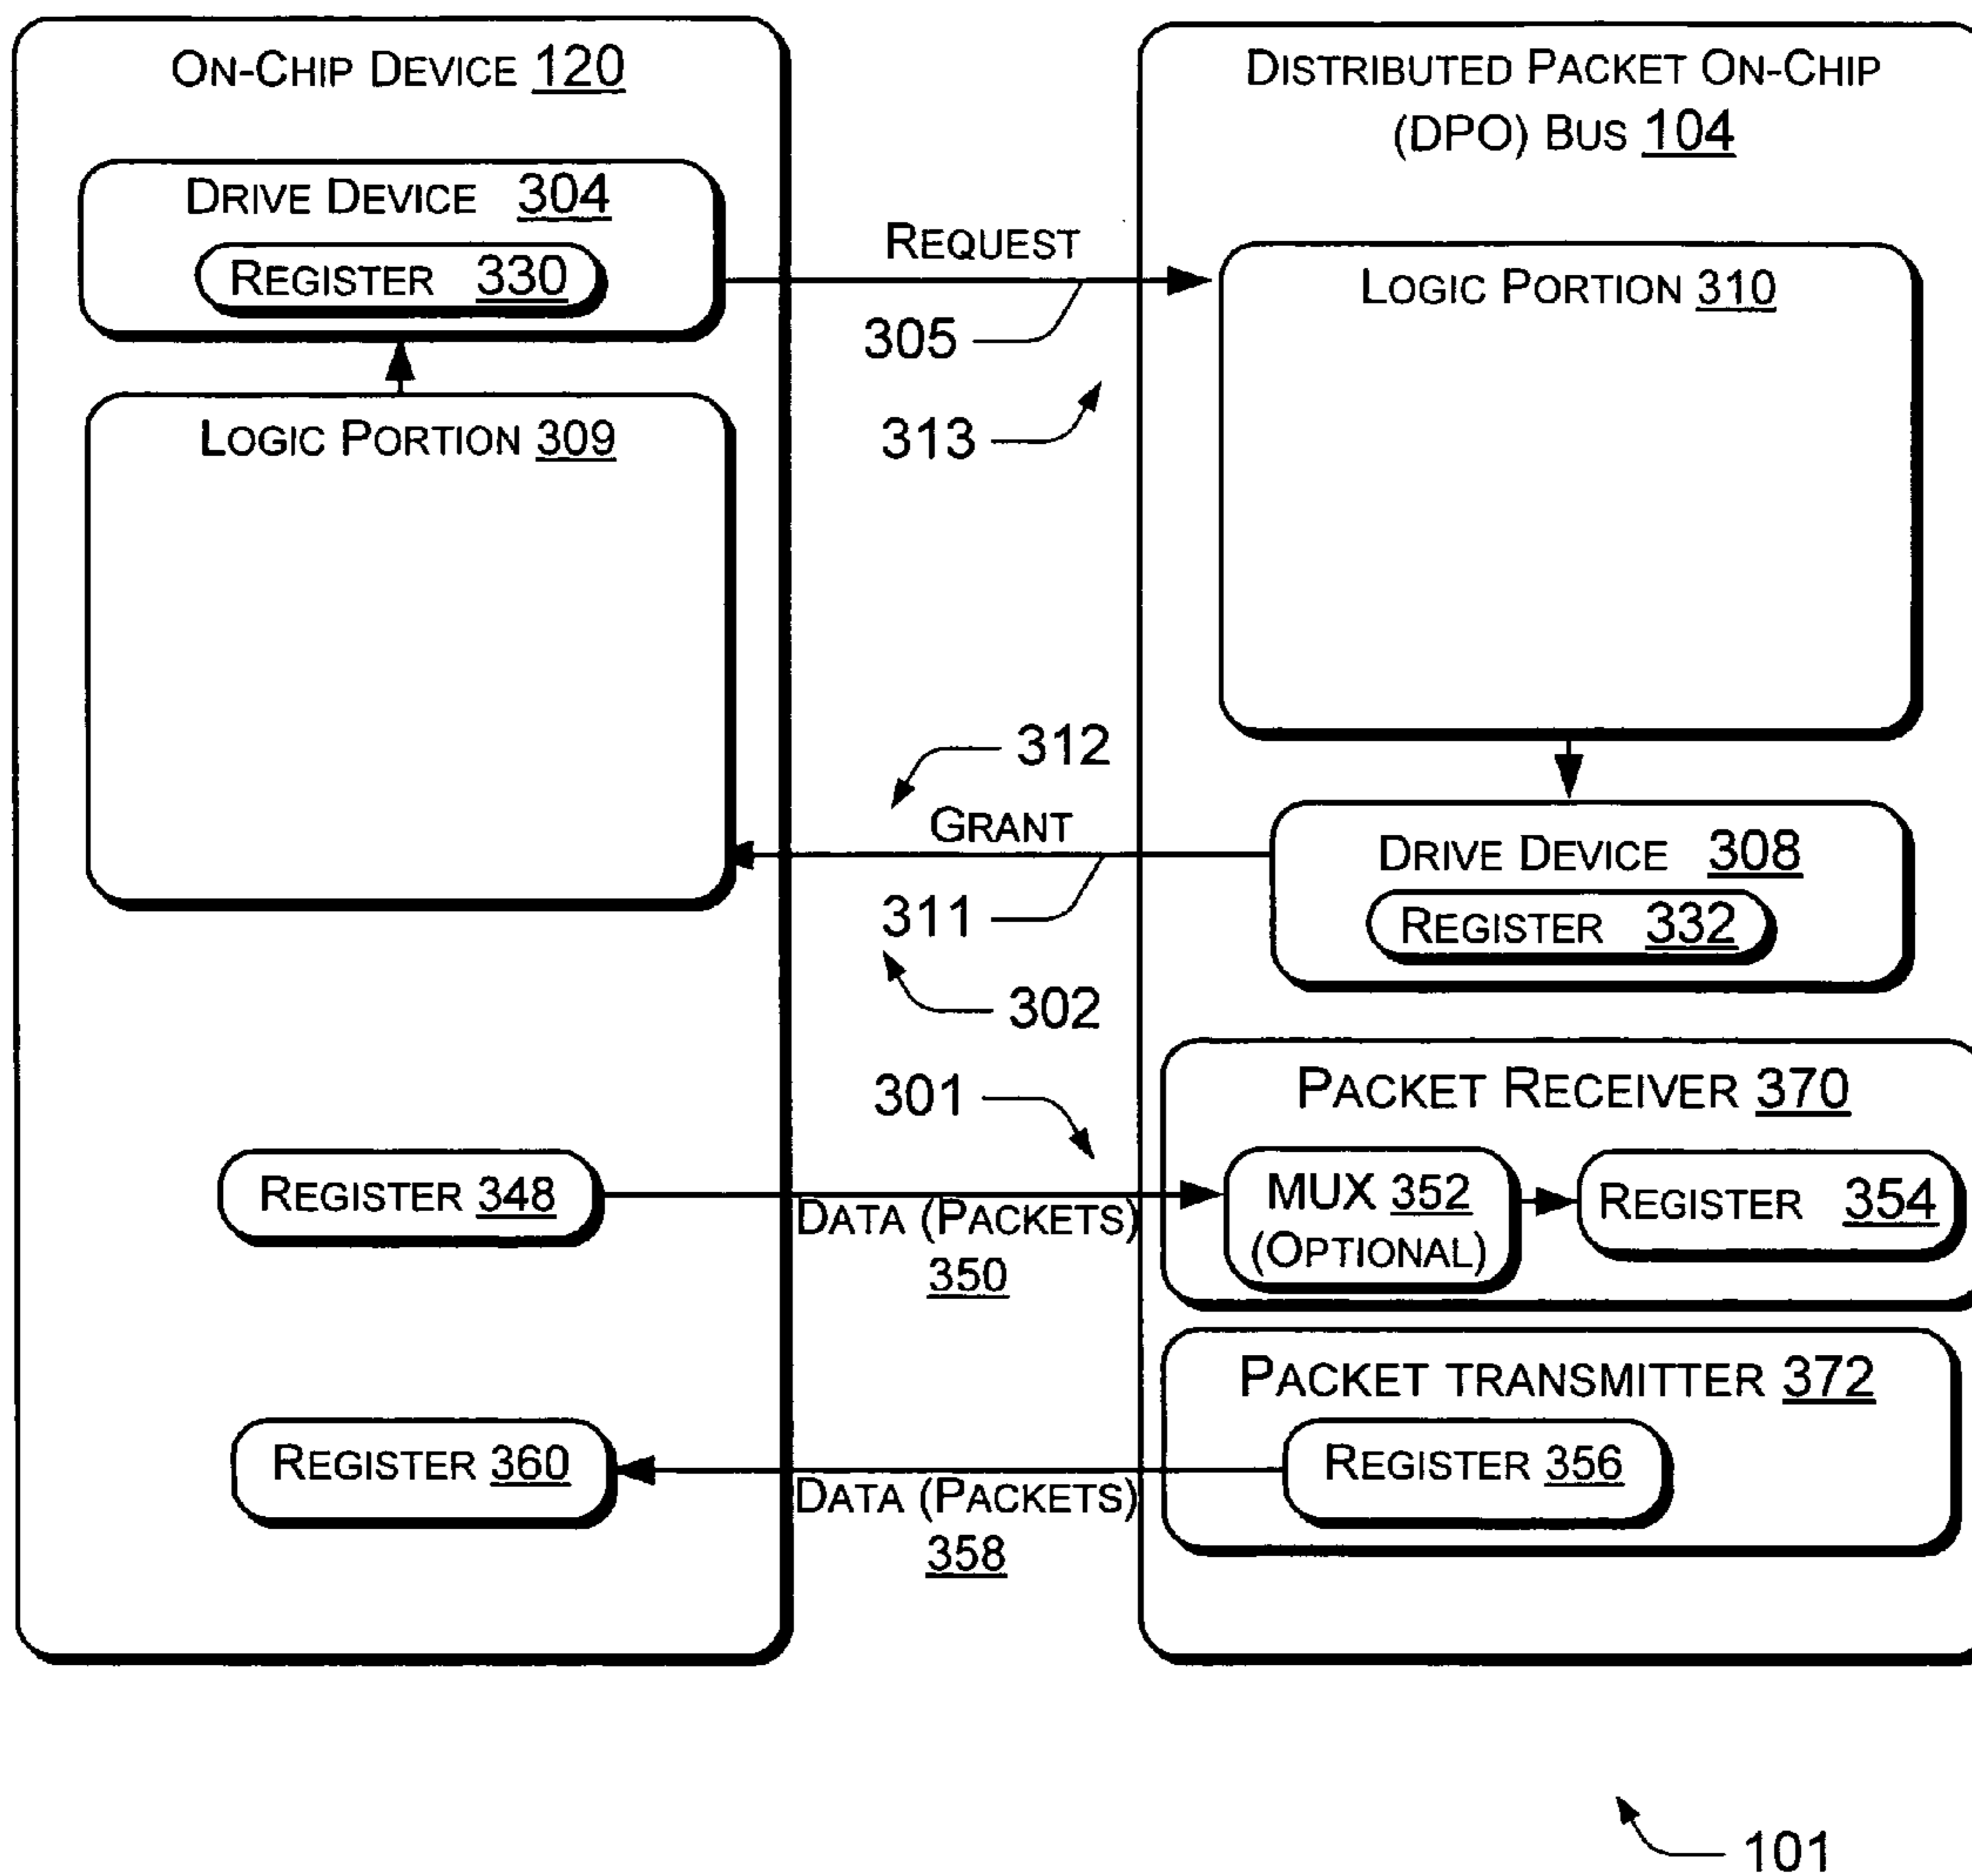 ON-CHIP DEVICE 120
DRIVE DEVICE 304
REGISTER 330
LOGIC PORTION 309
REGISTER 348
REGISTER 360
REQUEST
305
313
312
GRANT
311
302
301
DATA (PACKETS)
350
DATA (PACKETS)
358
DISTRIBUTED PACKET ON-CHIP
(DPO) BUS 104
LOGIC PORTION 310
DRIVE DEVICE 308
REGISTER 332
PACKET RECEIVER 370
MUX 352
(OPTIONAL)
REGISTER 354
PACKET TRANSMITTER 372
REGISTER 356
101